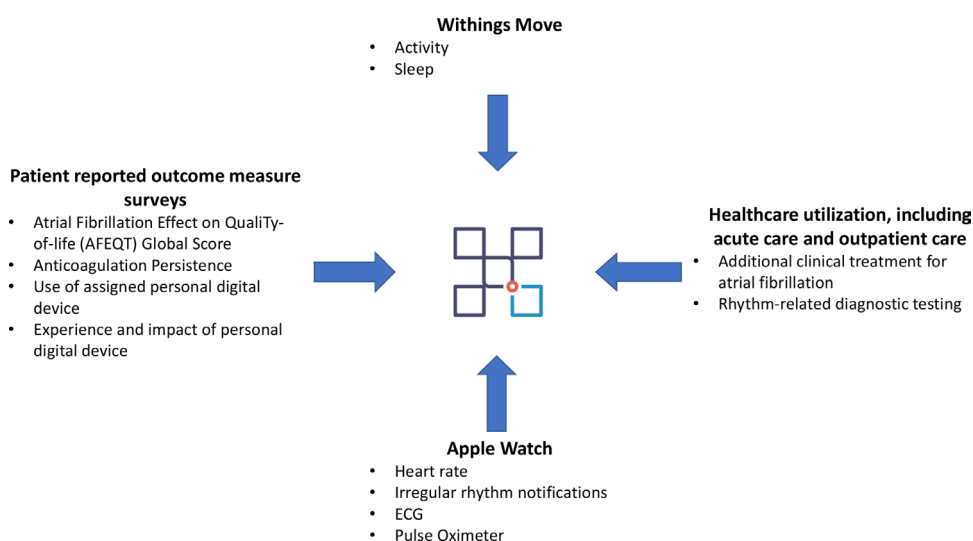 Withings Move
• Activity
• Sleep
Patient reported outcome measure
surveys
• Atrial Fibrillation Effect on QualiTy-
of-life (AFEQT) Global Score
• Anticoagulation Persistence
• Use of assigned personal digital
device
• Experience and impact of personal
digital device
Healthcare utilization, including
acute care and outpatient care
• Additional clinical treatment for
atrial fibrillation
• Rhythm-related diagnostic testing
Apple Watch
• Heart rate
• Irregular rhythm notifications
• ECG
• Pulse Oximeter